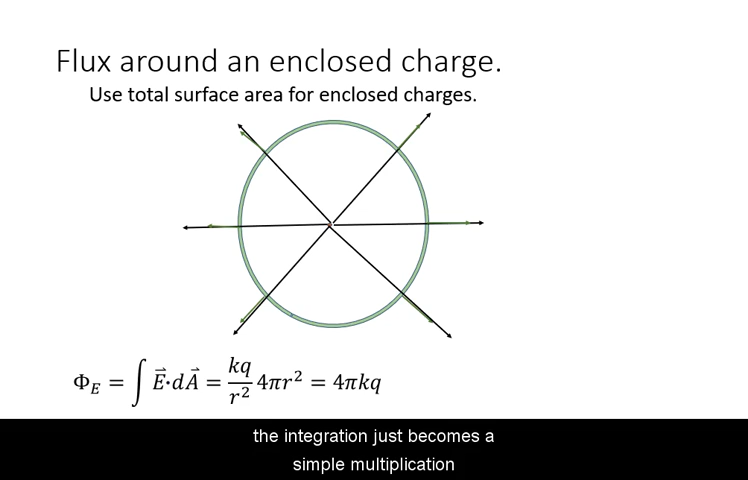 Flux around an enclosed charge.
Use total surface area for enclosed charges.
Φ_E = ∫ E⃗·dA⃗ = kq/r² 4πr² = 4πkq
the integration just becomes a
simple multiplication